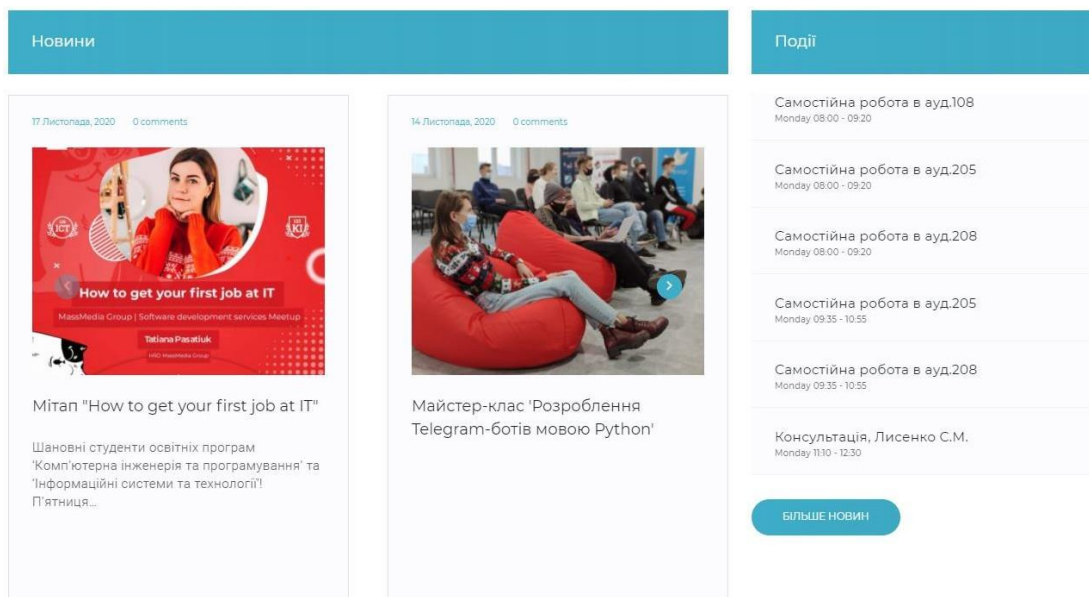 Новини
17 Листопада, 2020 0 comments
ІСТ
КІ
How to get your first job at IT
MassMedia Group | Software development services Meetup
Tatiana Pasatiuk
HRD MassMedia Group
Мітап "How to get your first job at IT"
Шановні студенти освітніх програм
'Комп'ютерна інженерія та програмування' та
'Інформаційні системи та технології'!
П'ятниця...
14 Листопада, 2020 0 comments
Майстер-клас 'Розроблення
Telegram-ботів мовою Python'
Події
Самостійна робота в ауд.108
Monday 08:00 - 09:20
Самостійна робота в ауд.205
Monday 08:00 - 09:20
Самостійна робота в ауд.208
Monday 08:00 - 09:20
Самостійна робота в ауд.205
Monday 09:35 - 10:55
Самостійна робота в ауд.208
Monday 09:35 - 10:55
Консультація, Лисенко С.М.
Monday 11:10 - 12:30
БІЛЬШЕ НОВИН